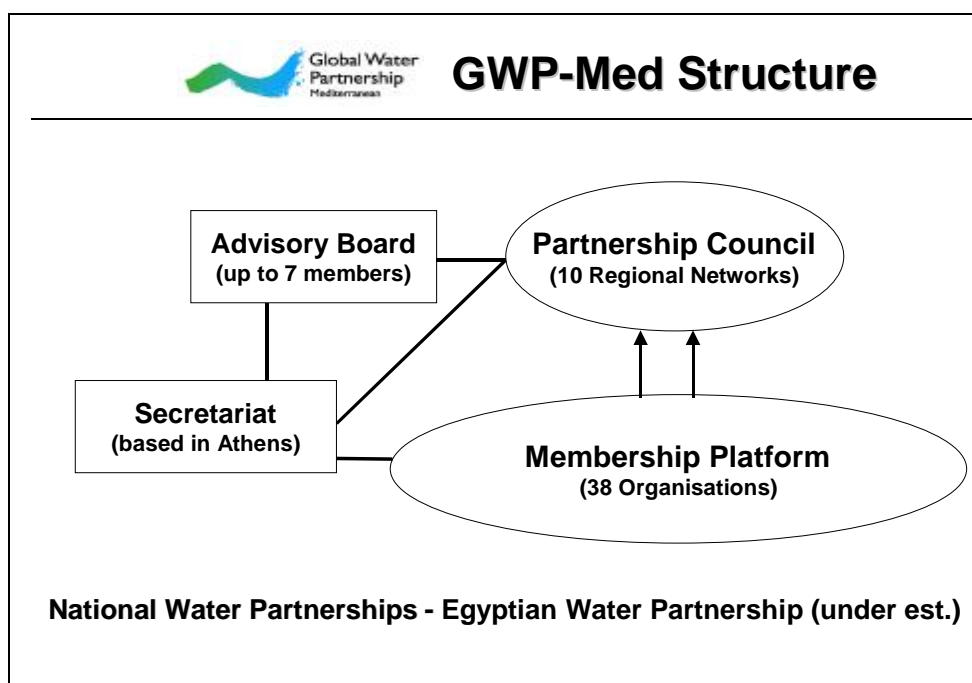 Global Water
Partnership
Mediterranean
GWP-Med Structure
Advisory Board
(up to 7 members)
Partnership Council
(10 Regional Networks)
Secretariat
(based in Athens)
Membership Platform
(38 Organisations)
National Water Partnerships - Egyptian Water Partnership (under est.)